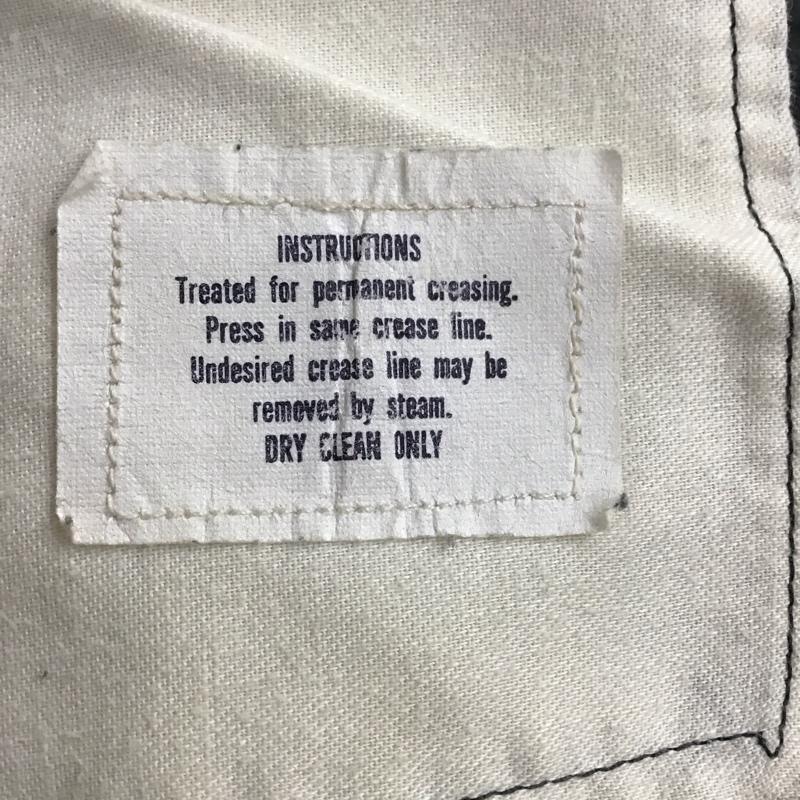 INSTRUCTIONS
Treated for permanent creasing.
Press in same crease line.
Undesired crease line may be
removed by steam.
DRY CLEAN ONLY